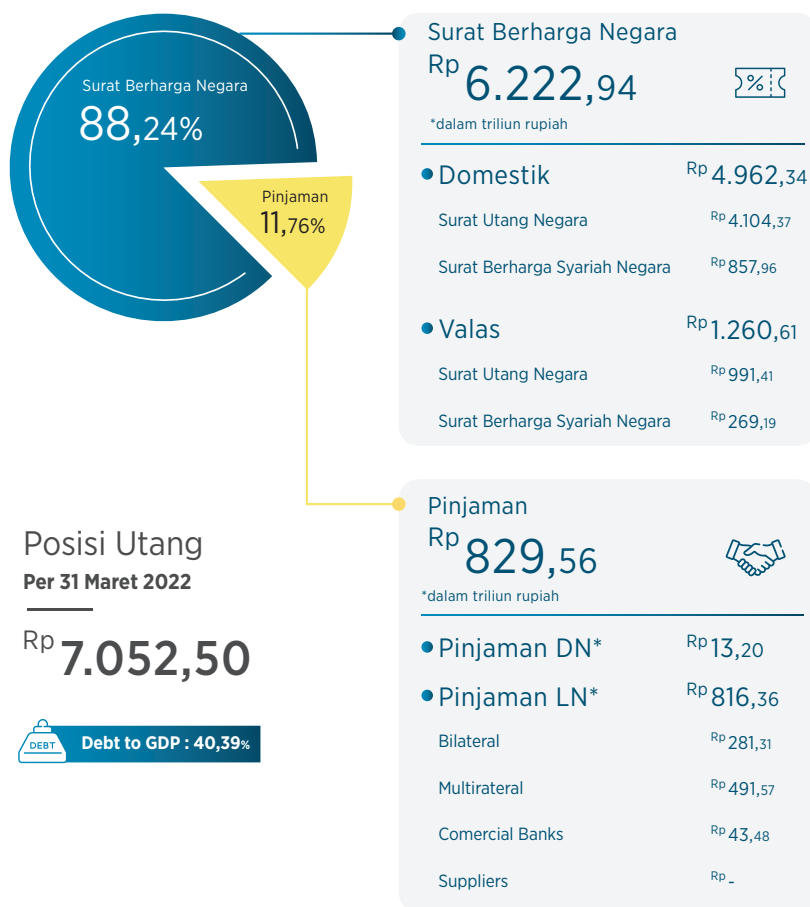 Surat Berharga Negara
88,24%
Pinjaman
11,76%
Posisi Utang
Per 31 Maret 2022
Rp 7.052,50
DEBT
Debt to GDP : 40,39%
Surat Berharga Negara
Rp 6.222,94
*dalam triliun rupiah
Domestik Rp 4.962,34
Surat Utang Negara Rp 4.104,37
Surat Berharga Syariah Negara Rp 857,96
Valas Rp 1.260,61
Surat Utang Negara Rp 991,41
Surat Berharga Syariah Negara Rp 269,19
Pinjaman
Rp 829,56
*dalam triliun rupiah
Pinjaman DN* Rp 13,20
Pinjaman LN* Rp 816,36
Bilateral Rp 281,31
Multirateral Rp 491,57
Comercial Banks Rp 43,48
Suppliers Rp -